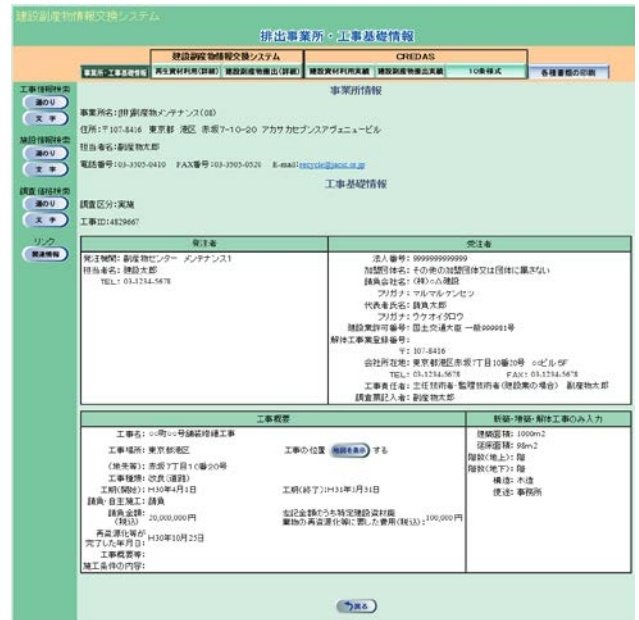 建設副産物情報交換システム
排出事業所・工事基礎情報
建設副産物情報交換システム
CREDAS
事業所・工事基礎情報
再生資材利用(詳細)
建設副産物搬出(詳細)
建設資材利用実績
建設副産物搬出実績
10条様式
各種書類の印刷
工事情報検索
道のり
文 字
施設情報検索
道のり
文 字
調査価格検索
道のり
文 字
リンク
関連情報
事業所情報
事業所名:[排]副産物メンテナンス(01)
住所:〒107-8416 東京都 港区 赤坂7-10-20 アカサカセブンスアヴェニュービル
担当者名:副産物太郎
電話番号:03-3505-0410 FAX番号:03-3505-0520 E-mail:recycle@jacic.or.jp
工事基礎情報
調査区分:実施
工事ID:4829667
発注者
発注機関:副産物センター メンテナンス1
担当者名:建設太郎
TEL:03-1234-5678
受注者
法人番号:9999999999999
加盟団体名:その他の加盟団体又は団体に属さない
請負会社名:(株)○△建設
フリガナ:マルマルケンセツ
代表者氏名:請負太郎
フリガナ:ウケオイタロウ
建設業許可番号:国土交通大臣 一般999981号
解体工事業登録番号:
〒:107-8416
会社所在地:東京都港区赤坂7丁目10番20号 ○○ビル5F
TEL:03-1234-5678 FAX:03-1234-5678
工事責任者:主任技術者・監理技術者(建設業の場合) 副産物太郎
調査票記入者:副産物太郎
工事概要
工事名:○○町○○号舗装修繕工事
工事場所:東京都港区
工事の位置 地図を表示 する
(地先等):赤坂7丁目10番20号
工事種類:改良(道路)
工期(開始):H30年4月1日 工期(終了):H31年3月31日
請負・自主施工:請負
請負金額(税込):20,000,000円
左記金額のうち特定建設資材廃棄物の再資源化等に要した費用(税込):100,000円
再資源化等が完了した年月日:H30年10月25日
工事概要等:
施工条件の内容:
新築・増築・解体工事のみ入力
建築面積:1000m2
延床面積:98m2
階数(地上):階
階数(地下):階
構造:木造
使途:事務所
戻る